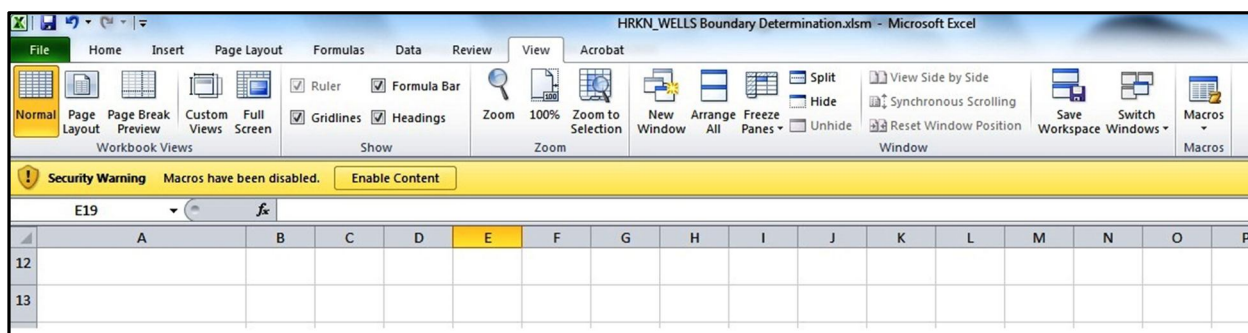 HRKN_WELLS Boundary Determination.xlsm - Microsoft Excel
File Home Insert Page Layout Formulas Data Review View Acrobat
Normal Page Layout Page Break Preview Custom Views Full Screen
Workbook Views
Ruler Formula Bar
Gridlines Headings
Show
Zoom 100% Zoom to Selection
Zoom
New Window Arrange All Freeze Panes
Split
Hide
Unhide
View Side by Side
Synchronous Scrolling
Reset Window Position
Save Workspace Switch Windows
Window
Macros
Macros
Security Warning Macros have been disabled. Enable Content
E19 fx
A B C D E F G H I J K L M N O P
12
13